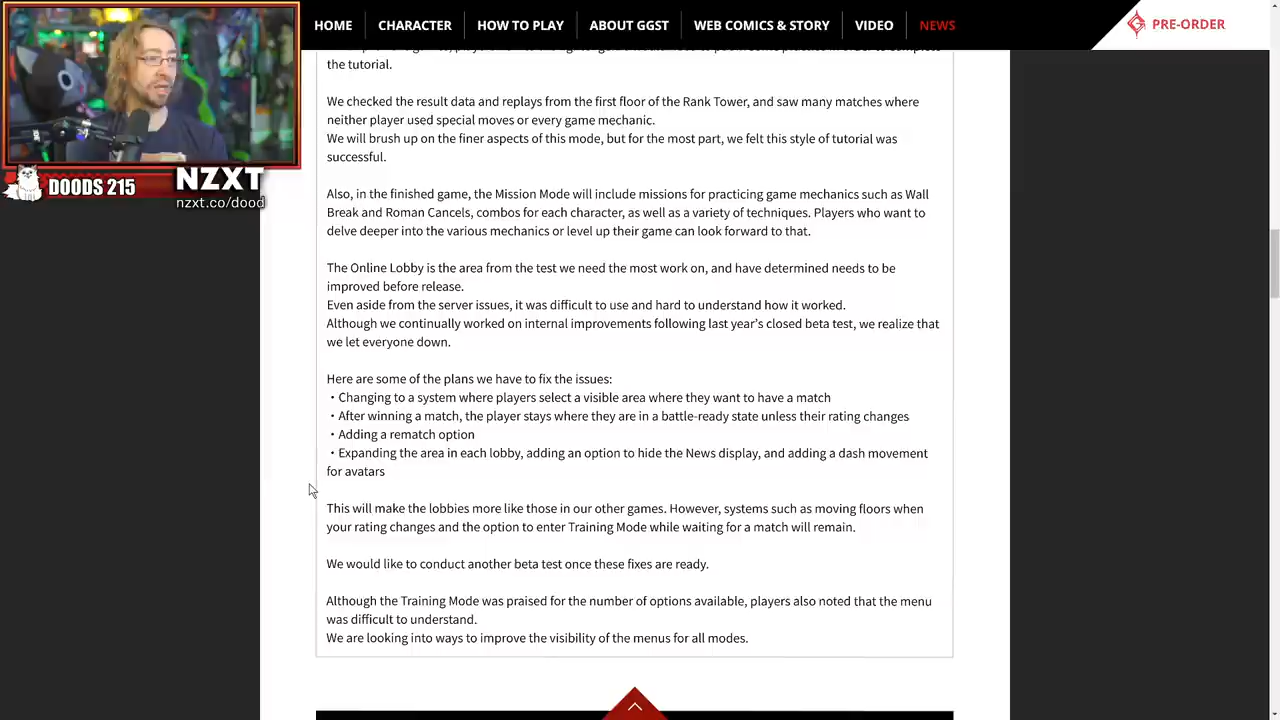 HOME
CHARACTER
HOW TO PLAY
ABOUT GGST
WEB COMICS & STORY
VIDEO
NEWS
PRE-ORDER
the tutorial.
We checked the result data and replays from the first floor of the Rank Tower, and saw many matches where
neither player used special moves or every game mechanic.
We will brush up on the finer aspects of this mode, but for the most part, we felt this style of tutorial was
successful.
Also, in the finished game, the Mission Mode will include missions for practicing game mechanics such as Wall
Break and Roman Cancels, combos for each character, as well as a variety of techniques. Players who want to
delve deeper into the various mechanics or level up their game can look forward to that.
The Online Lobby is the area from the test we need the most work on, and have determined needs to be
improved before release.
Even aside from the server issues, it was difficult to use and hard to understand how it worked.
Although we continually worked on internal improvements following last year's closed beta test, we realize that
we let everyone down.
Here are some of the plans we have to fix the issues:
・Changing to a system where players select a visible area where they want to have a match
・After winning a match, the player stays where they are in a battle-ready state unless their rating changes
・Adding a rematch option
・Expanding the area in each lobby, adding an option to hide the News display, and adding a dash movement
for avatars
This will make the lobbies more like those in our other games. However, systems such as moving floors when
your rating changes and the option to enter Training Mode while waiting for a match will remain.
We would like to conduct another beta test once these fixes are ready.
Although the Training Mode was praised for the number of options available, players also noted that the menu
was difficult to understand.
We are looking into ways to improve the visibility of the menus for all modes.
DOODS 215
NZXT
nzxt.co/dood